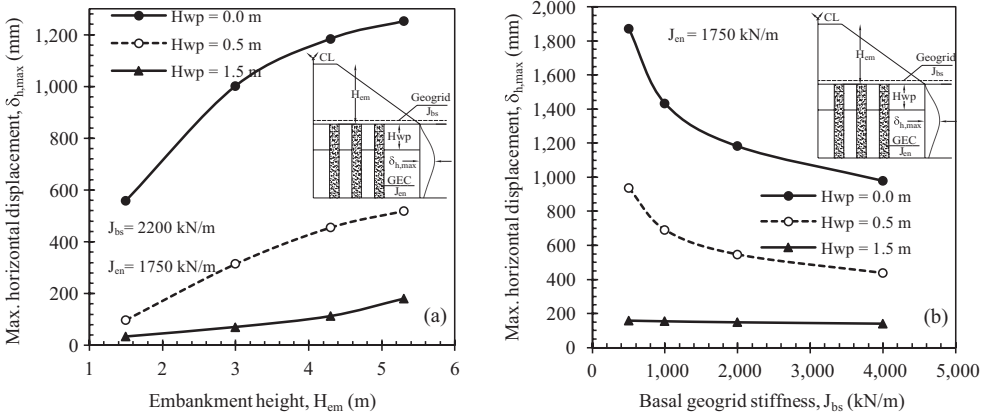 Max. horizontal displacement, δh,max (mm)
1,200
1,000
800
600
400
200
0
Hwp = 0.0 m
Hwp = 0.5 m
Hwp = 1.5 m
CL
Hem
Geogrid
Jbs
Hwp
δh,max
GEC
Jen
Jbs = 2200 kN/m
Jen = 1750 kN/m
(a)
1 2 3 4 5 6
Embankment height, Hem (m)
Max. horizontal displacement, δh,max (mm)
2,000
1,800
1,600
1,400
1,200
1,000
800
600
400
200
0
Jen = 1750 kN/m
CL
Hem
Geogrid
Jbs
Hwp
δh,max
GEC
Jen
Hwp = 0.0 m
Hwp = 0.5 m
Hwp = 1.5 m
(b)
0 1,000 2,000 3,000 4,000 5,000
Basal geogrid stiffness, Jbs (kN/m)